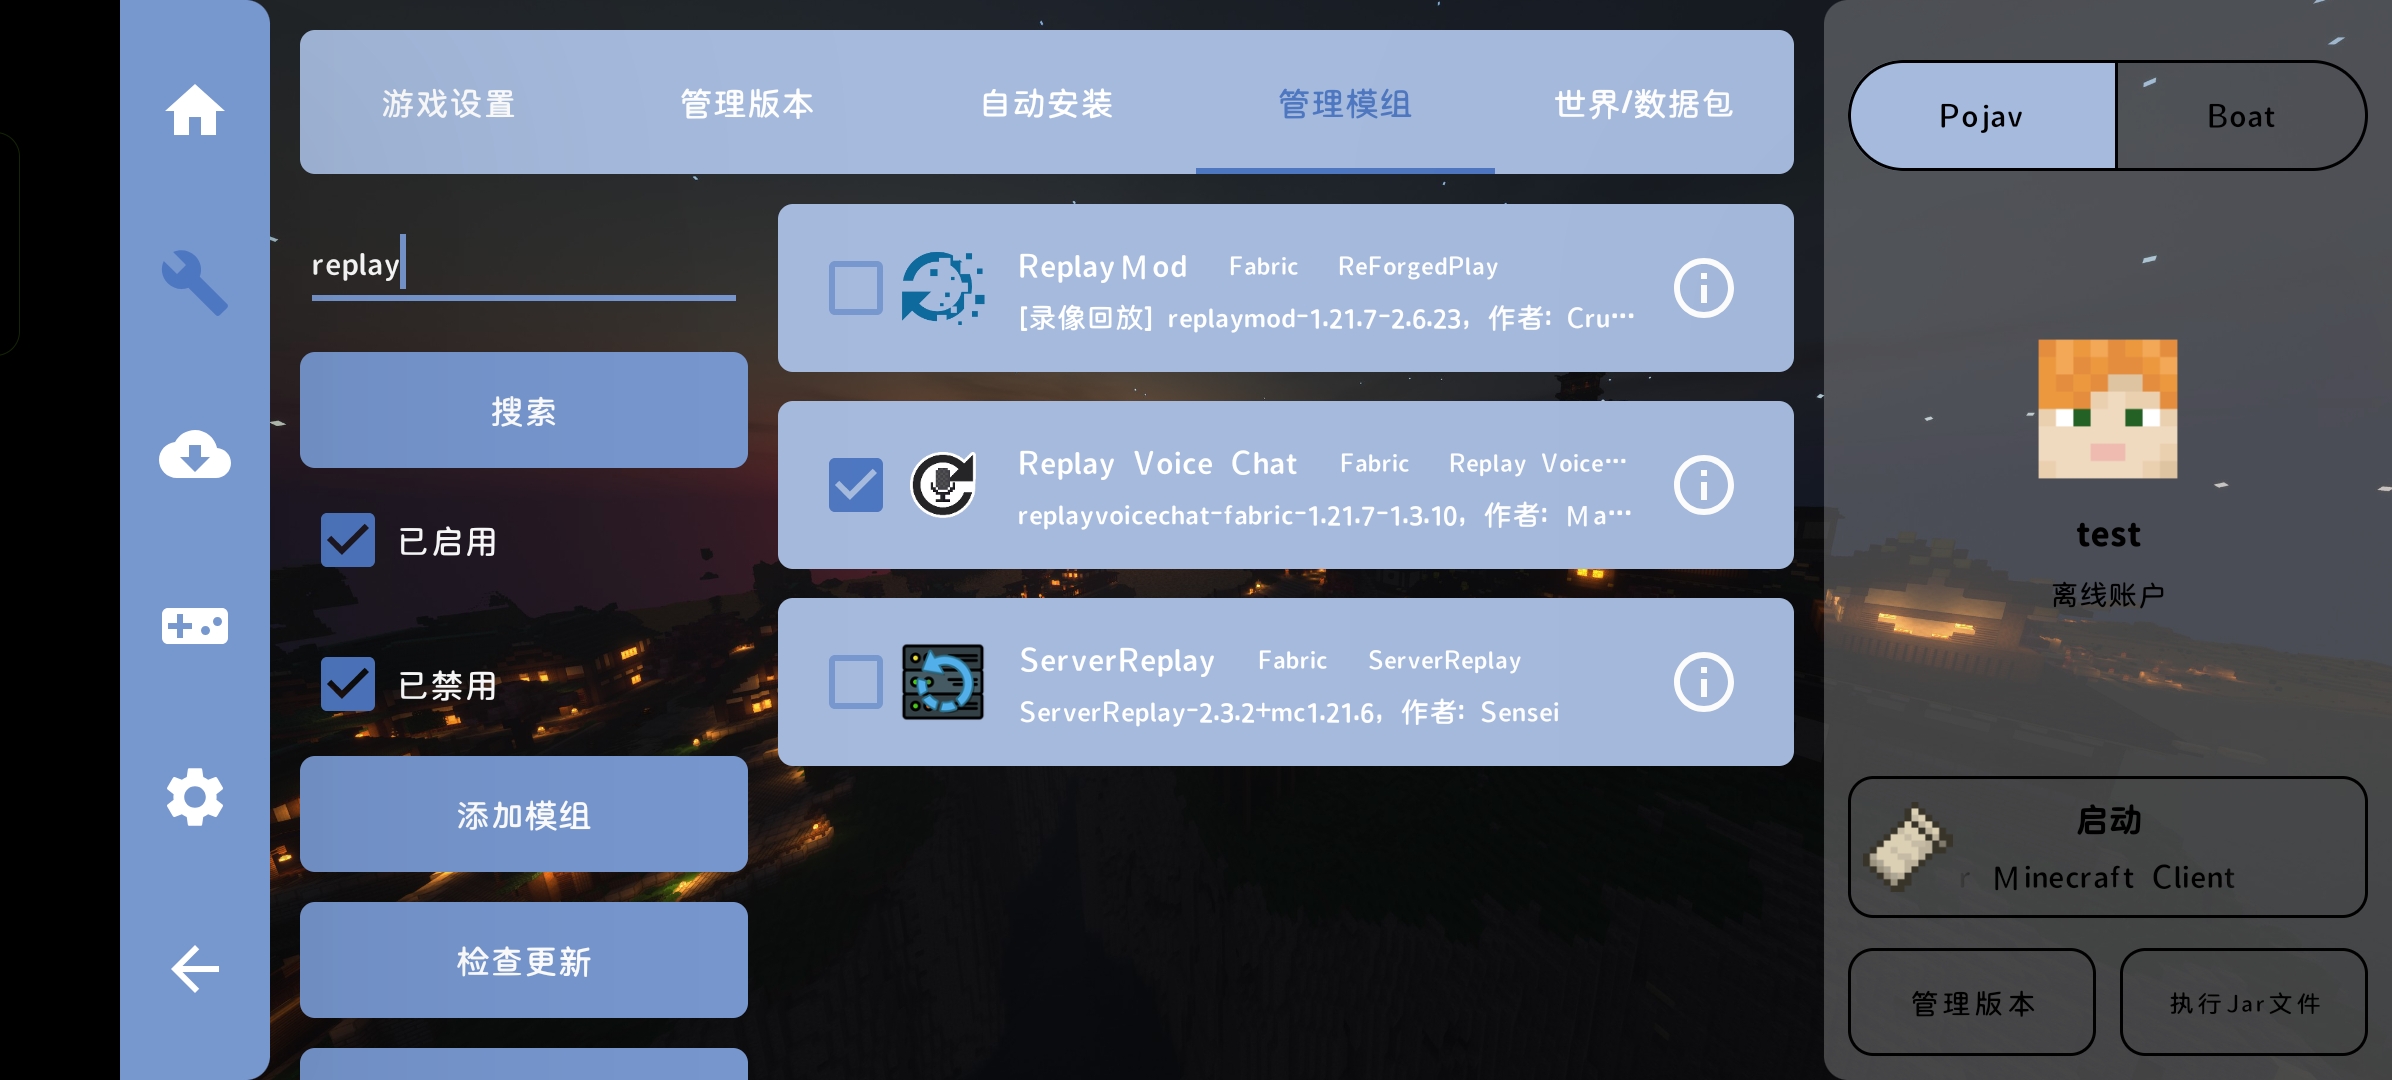 游戏设置 管理版本 自动安装 管理模组 世界/数据包
replay
搜索
已启用
已禁用
添加模组
检查更新
ReplayMod Fabric ReForgedPlay
[录像回放] replaymod-1.21.7-2.6.23，作者：Cru…
Replay Voice Chat Fabric Replay Voice…
replayvoicechat-fabric-1.21.7-1.3.10，作者：Ma…
ServerReplay Fabric ServerReplay
ServerReplay-2.3.2+mc1.21.6，作者：Sensei
Pojav Boat
test
离线账户
启动
r Minecraft Client
管理版本 执行Jar文件